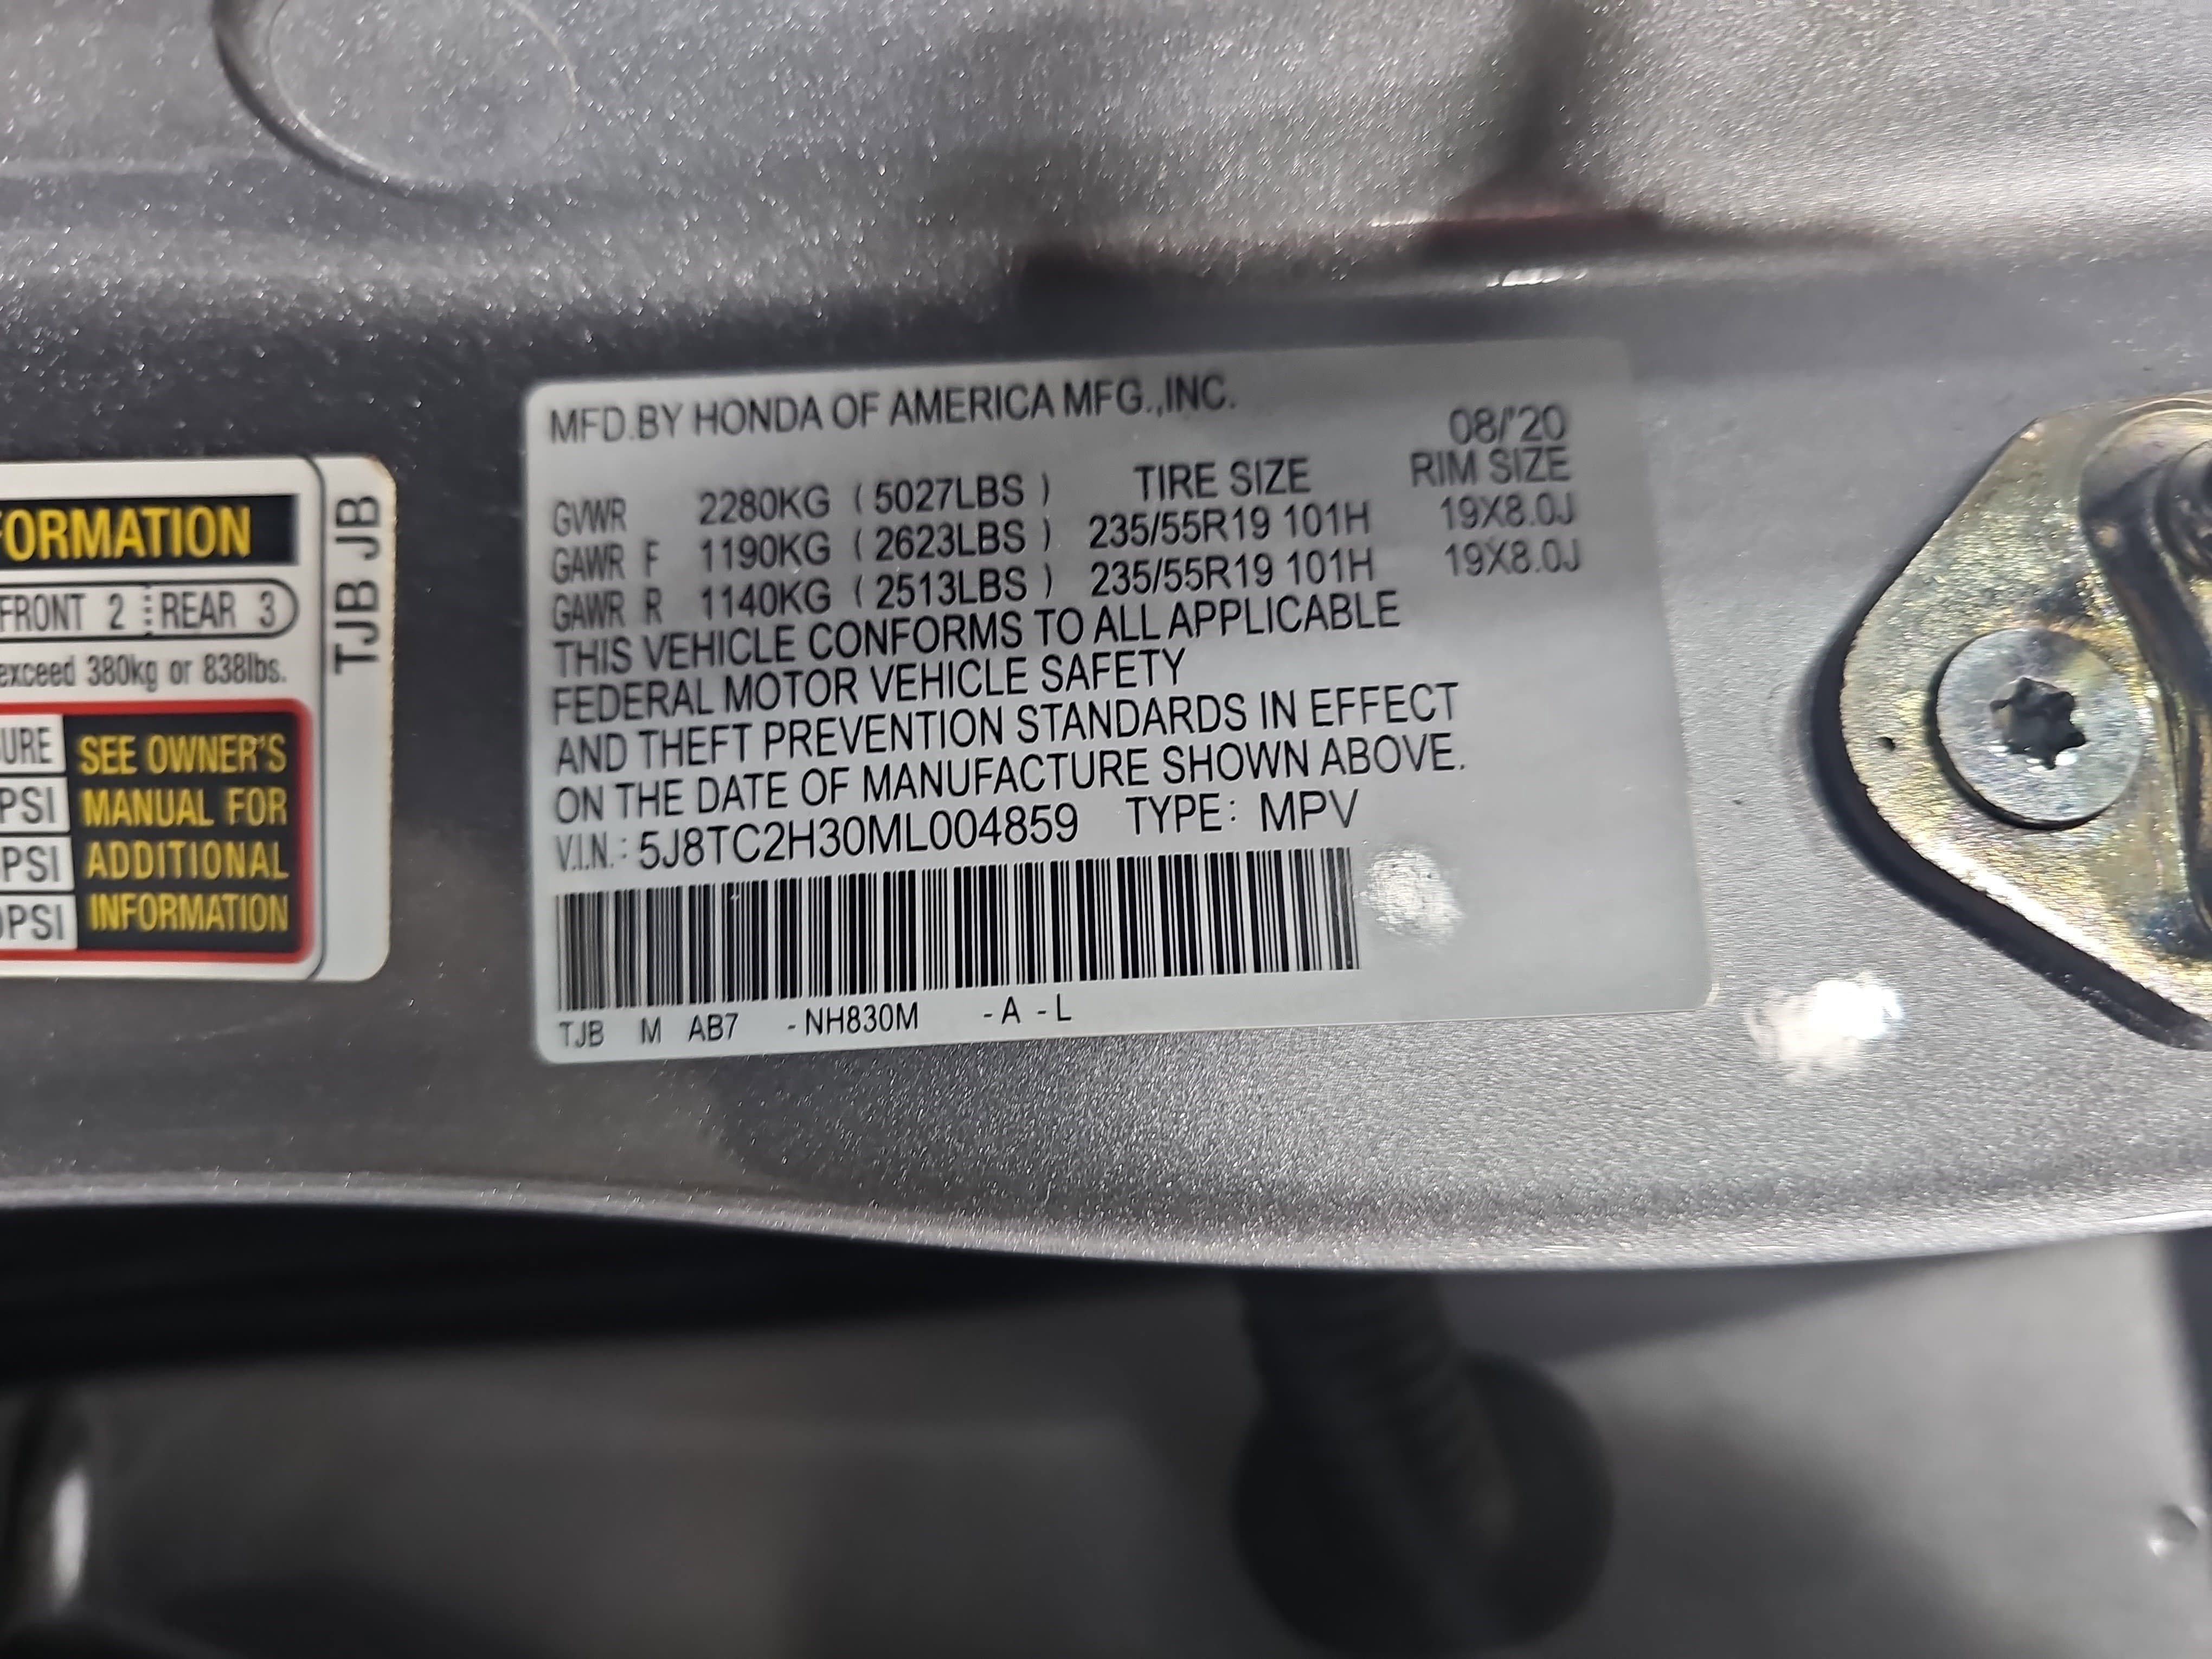 FORMATION
FRONT 2 REAR 3
exceed 380kg or 838lbs.
URE
PSI
PSI
PSI
SEE OWNER'S
MANUAL FOR
ADDITIONAL
INFORMATION
TJB JB
MFD.BY HONDA OF AMERICA MFG.,INC.
08/'20
GVWR 2280KG ( 5027LBS ) TIRE SIZE RIM SIZE
GAWR F 1190KG ( 2623LBS ) 235/55R19 101H 19X8.0J
GAWR R 1140KG ( 2513LBS ) 235/55R19 101H 19X8.0J
THIS VEHICLE CONFORMS TO ALL APPLICABLE
FEDERAL MOTOR VEHICLE SAFETY
AND THEFT PREVENTION STANDARDS IN EFFECT
ON THE DATE OF MANUFACTURE SHOWN ABOVE.
V.I.N.: 5J8TC2H30ML004859 TYPE: MPV
TJB M AB7 -NH830M -A -L